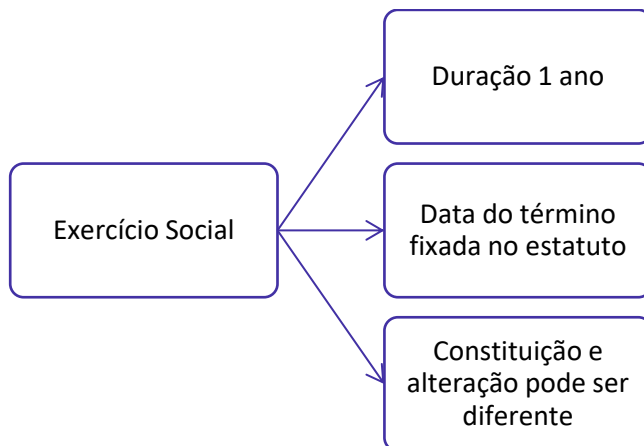 Exercício Social
Duração 1 ano
Data do término
fixada no estatuto
Constituição e
alteração pode ser
diferente